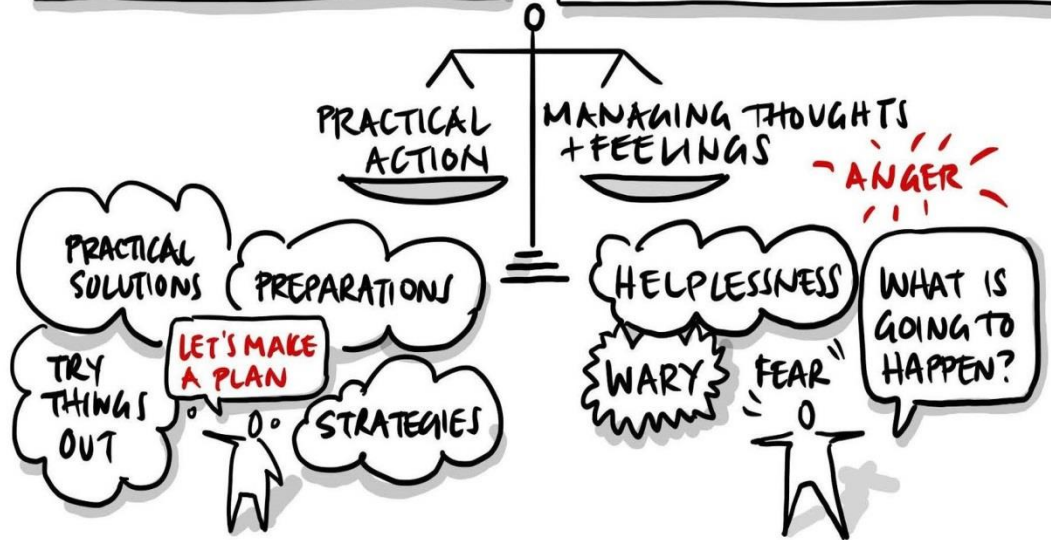 PRACTICAL
ACTION
MANAGING THOUGHTS
+ FEELINGS
ANGER
PRACTICAL
SOLUTIONS
PREPARATIONS
TRY
THINGS
OUT
LET'S MAKE
A PLAN
STRATEGIES
HELPLESSNESS
WARY
FEAR
WHAT IS
GOING TO
HAPPEN?